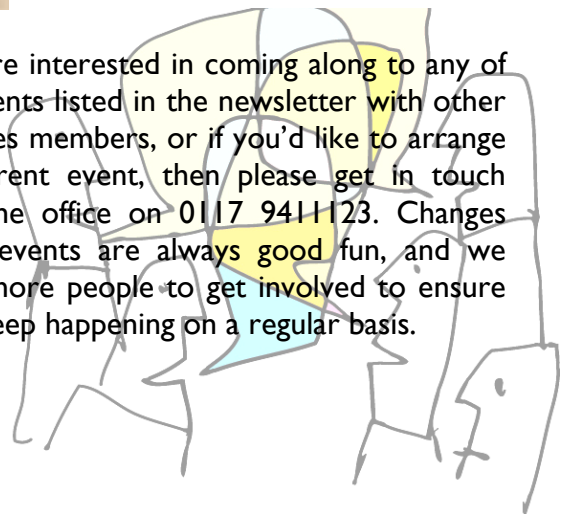 re interested in coming along to any of
ents listed in the newsletter with other
es members, or if you'd like to arrange
rent event, then please get in touch
ne office on 0117 9411123. Changes
events are always good fun, and we
more people to get involved to ensure
eep happening on a regular basis.